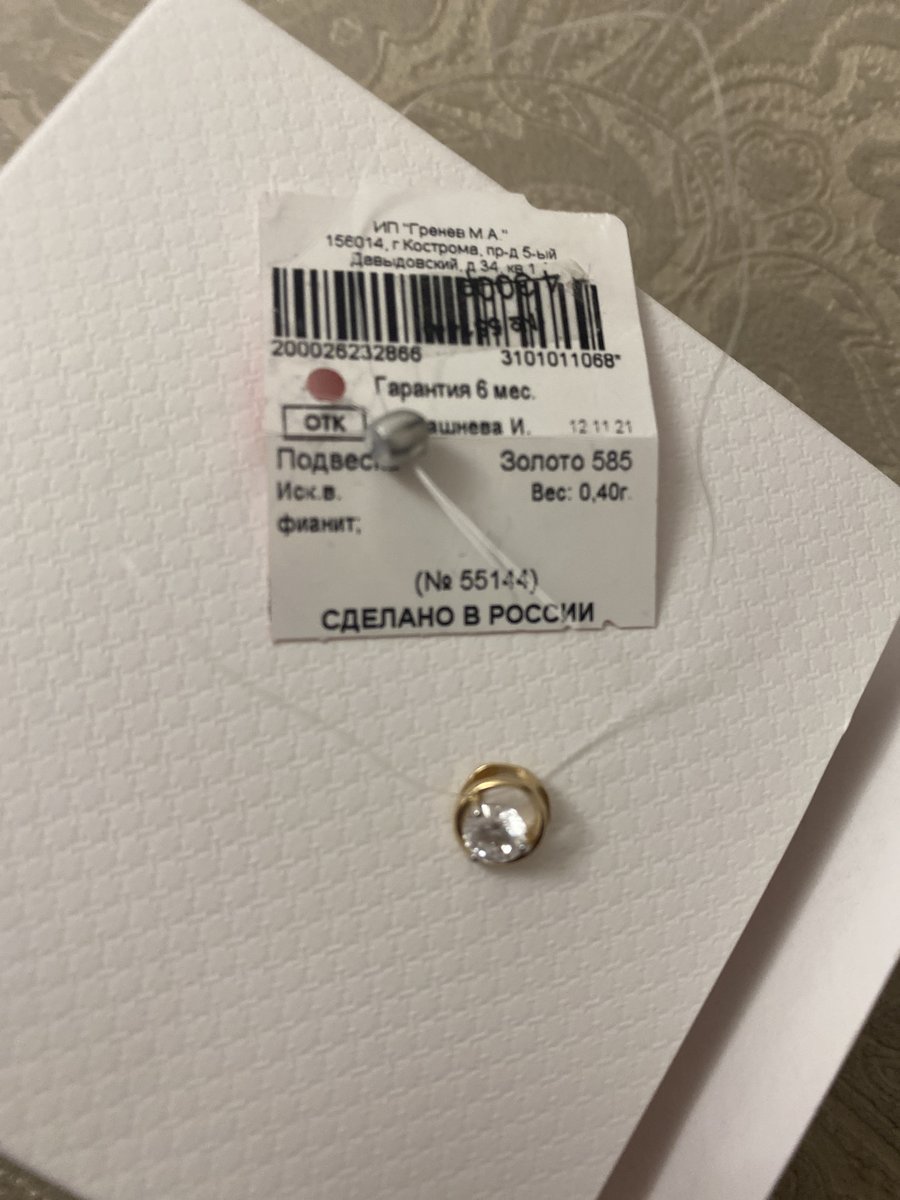 ИП "Гренев М.А."
156014, г.Кострома, пр-д 5-ый
Давыдовский, д.34, кв.1
200026232866 3101011068*
Гарантия 6 мес.
ОТК И. 12 11 21
Золото 585
Иск.в. Вес: 0,40г.
фианит;
(№ 55144)
СДЕЛАНО В РОССИИ